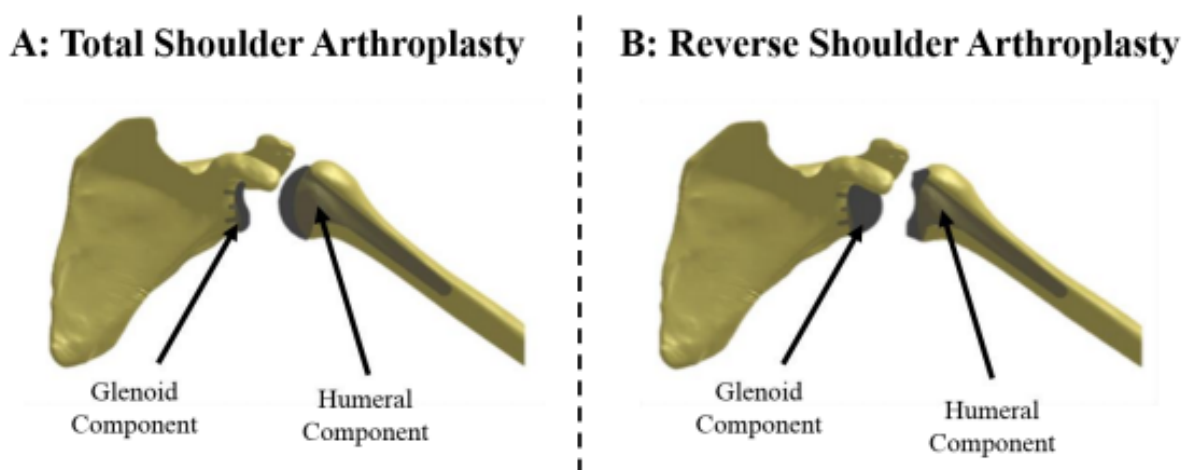 A: Total Shoulder Arthroplasty
Glenoid
Component
Humeral
Component
B: Reverse Shoulder Arthroplasty
Glenoid
Component
Humeral
Component